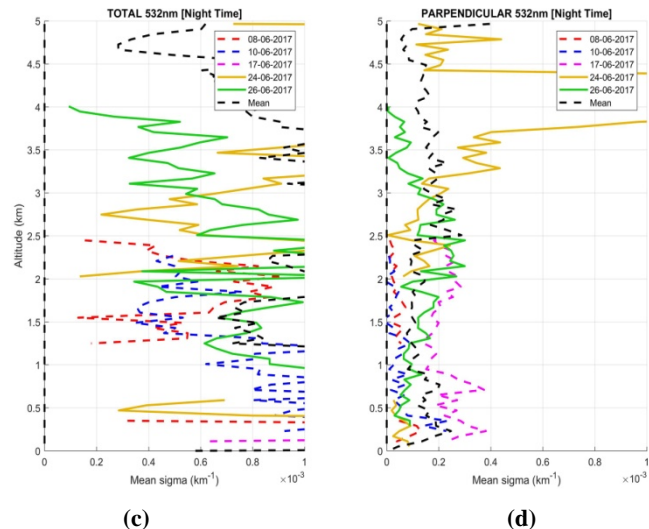 TOTAL 532nm [Night Time]
5
4.5
4
3.5
3
2.5
2
1.5
1
0.5
0
Altitude (km)
08-06-2017
10-06-2017
17-06-2017
24-06-2017
26-06-2017
Mean
0 0.2 0.4 0.6 0.8 1
Mean sigma (km-1) ×10-3
(c)
PARPENDICULAR 532nm [Night Time]
5
4.5
4
3.5
3
2.5
2
1.5
1
0.5
0
08-06-2017
10-06-2017
17-06-2017
24-06-2017
26-06-2017
Mean
0 0.2 0.4 0.6 0.8 1
Mean sigma (km-1) ×10-3
(d)